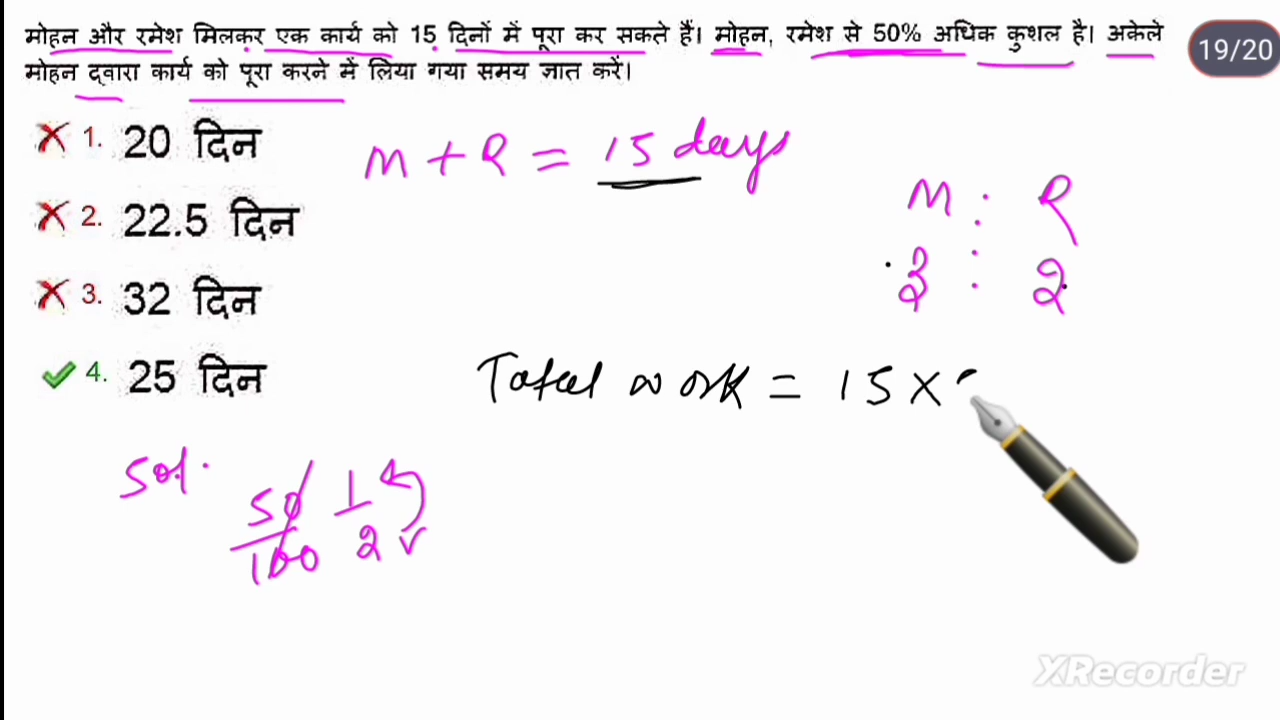 मोहन और रमेश मिलकर एक कार्य को 15 दिनों में पूरा कर सकते हैं। मोहन, रमेश से 50% अधिक कुशल है। अकेले
मोहन द्वारा कार्य को पूरा करने में लिया गया समय ज्ञात करें।
19/20
1. 20 दिन
2. 22.5 दिन
3. 32 दिन
4. 25 दिन
M + R = 15 days
M : R
3 : 2
Total work = 15 ×
Sol.
50 1
100 2
XRecorder